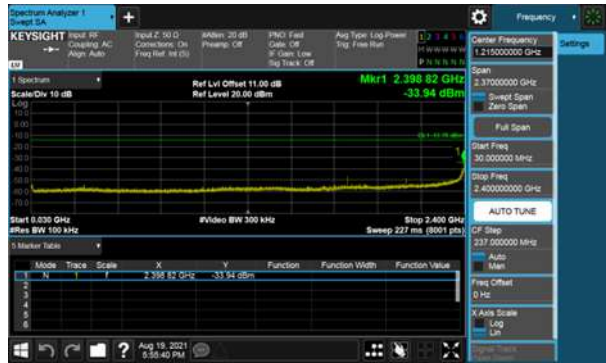 Spectrum Analyzer 1
Swept SA
+
Frequency
KEYSIGHT Input: RF
Coupling: AC
Align: Auto
Input Z: 50 Ω
Corrections: On
Freq Ref: Int (S)
#Atten: 20 dB
Preamp: Off
PNO: Fast
Gate: Off
IF Gain: Low
Sig Track: Off
Avg Type: Log-Power
Trig: Free Run
1 2 3 4 5 6
LV
1 Spectrum
Scale/Div 10 dB
Ref Lvl Offset 11.00 dB
Ref Level 20.00 dBm
Mkr1 2.398 82 GHz
-33.94 dBm
Log
10.0
0.00
Start 0.030 GHz
#Res BW 100 kHz
#Video BW 300 kHz
Stop 2.400 GHz
Sweep 227 ms (8001 pts)
5 Marker Table
Mode Trace Scale X Y Function Function Width Function Value
1 N 1 f 2.398 82 GHz -33.94 dBm
2
3
4
5
6
Aug 19, 2021
5:55:40 PM
Center Frequency
1.215000000 GHz
Settings
Span
2.37000000 GHz
Swept Span
Zero Span
Full Span
Start Freq
30.000000 MHz
Stop Freq
2.400000000 GHz
AUTO TUNE
CF Step
237.000000 MHz
Auto
Man
Freq Offset
0 Hz
X Axis Scale
Log
Lin